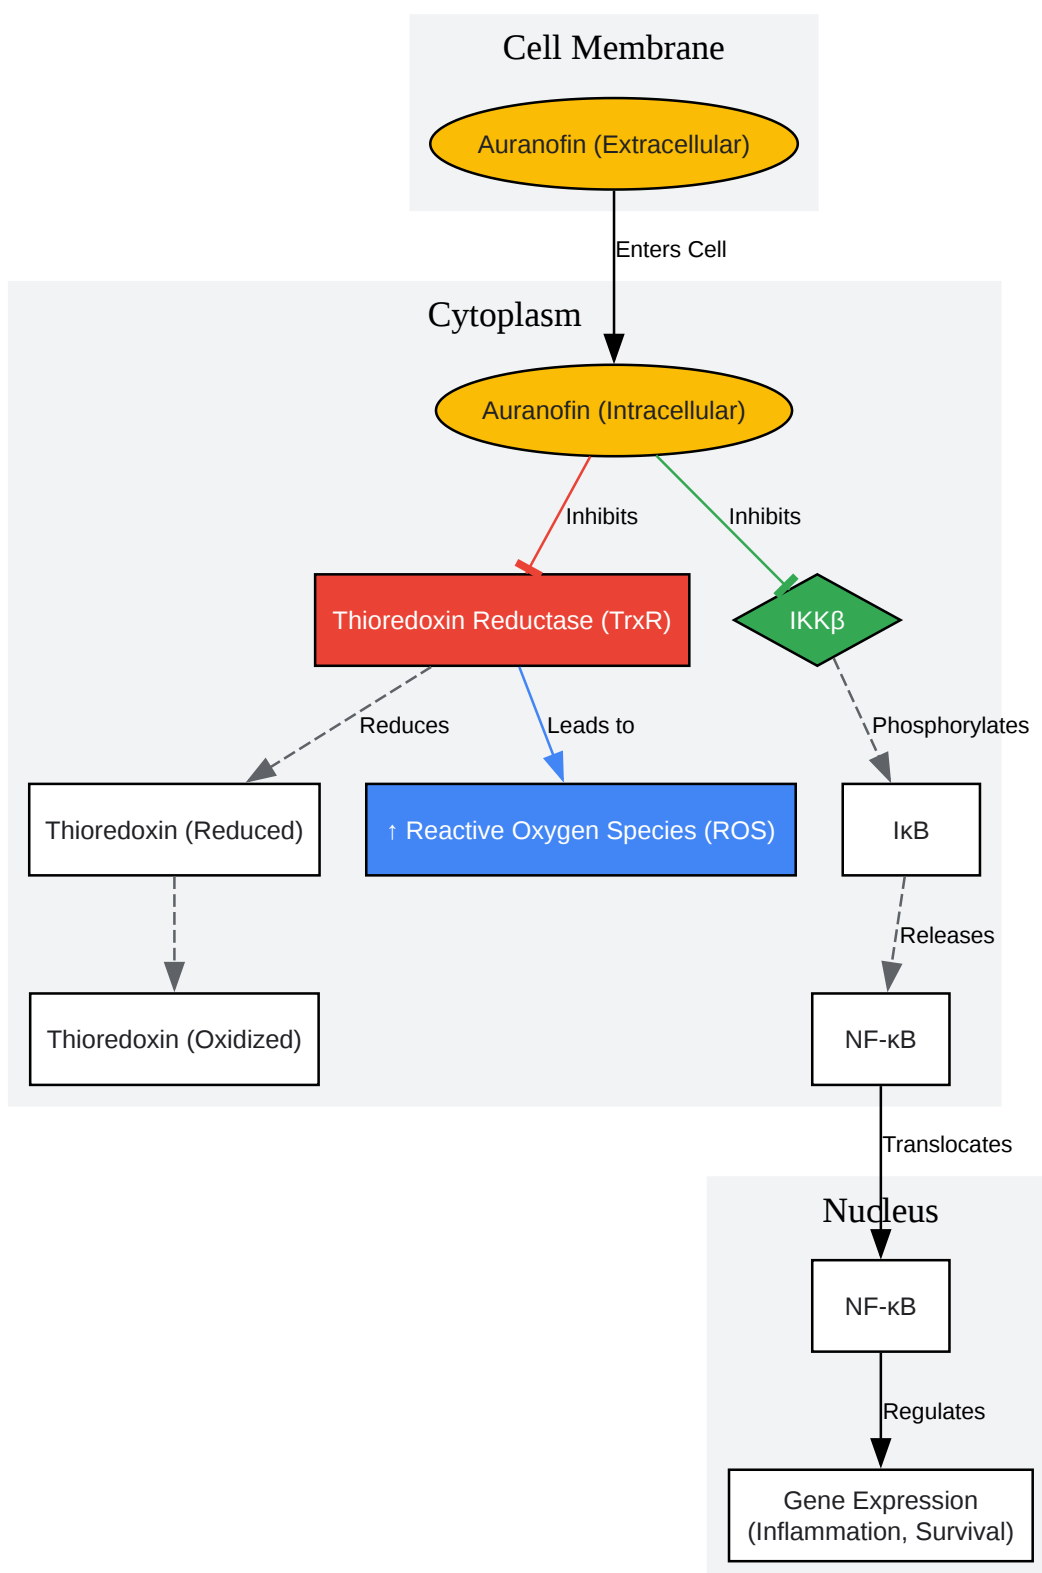 Cell Membrane
Auranofin (Extracellular)
Enters Cell
Cytoplasm
Auranofin (Intracellular)
Inhibits
Inhibits
Thioredoxin Reductase (TrxR)
IKKβ
Reduces
Leads to
Phosphorylates
Thioredoxin (Reduced)
↑ Reactive Oxygen Species (ROS)
IκB
Releases
Thioredoxin (Oxidized)
NF-κB
Translocates
Nucleus
NF-κB
Regulates
Gene Expression
(Inflammation, Survival)